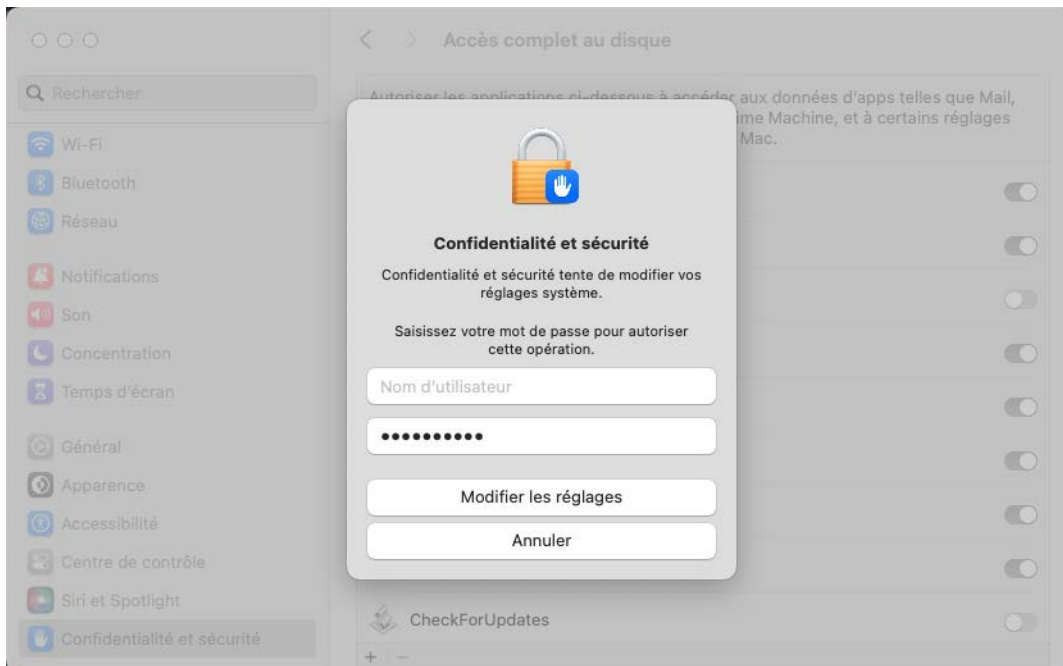 Accès complet au disque
Rechercher
Wi-Fi
Bluetooth
Réseau
Notifications
Son
Concentration
Temps d'écran
Général
Apparence
Accessibilité
Centre de contrôle
Siri et Spotlight
Confidentialité et sécurité
Autoriser les applications ci-dessous à accéder aux données d'apps telles que Mail,
ime Machine, et à certains réglages
Mac.
Confidentialité et sécurité
Confidentialité et sécurité tente de modifier vos
réglages système.
Saisissez votre mot de passe pour autoriser
cette opération.
Nom d'utilisateur
••••••••••
Modifier les réglages
Annuler
CheckForUpdates